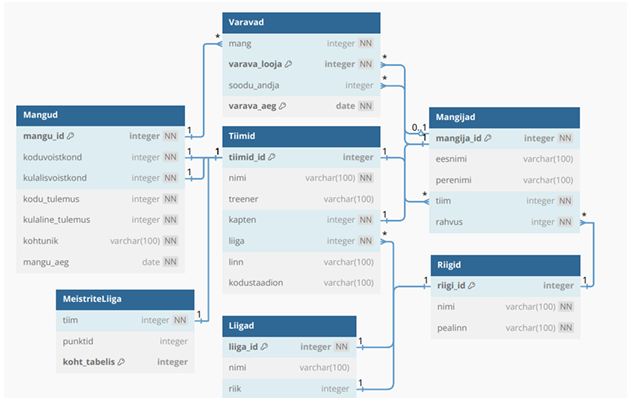 Varavad
mang integer NN
varava_looja integer NN
soodu_andja integer
varava_aeg date NN
Mangud
mangu_id integer NN
koduvoistkond integer NN
kulalisvoistkond integer NN
kodu_tulemus integer NN
kulaline_tulemus integer NN
kohtunik varchar(100) NN
mangu_aeg date NN
Tiimid
tiimid_id integer
nimi varchar(100) NN
treener varchar(100)
kapten integer NN
liiga integer NN
linn varchar(100)
kodustaadion varchar(100)
Mangijad
mangija_id integer NN
eesnimi varchar(100)
perenimi varchar(100)
tiim integer NN
rahvus intger NN
MeistriteLiiga
tiim integer NN
punktid integer
koht_tabelis integer
Liigad
liiga_id integer NN
nimi varchar(100)
riik integer
Riigid
riigi_id integer
nimi varchar(100) NN
pealinn varchar(100) NN
*
*
*
1
1
1
1
0..1
1
1
1
*
*
*
1
1
1
1
1